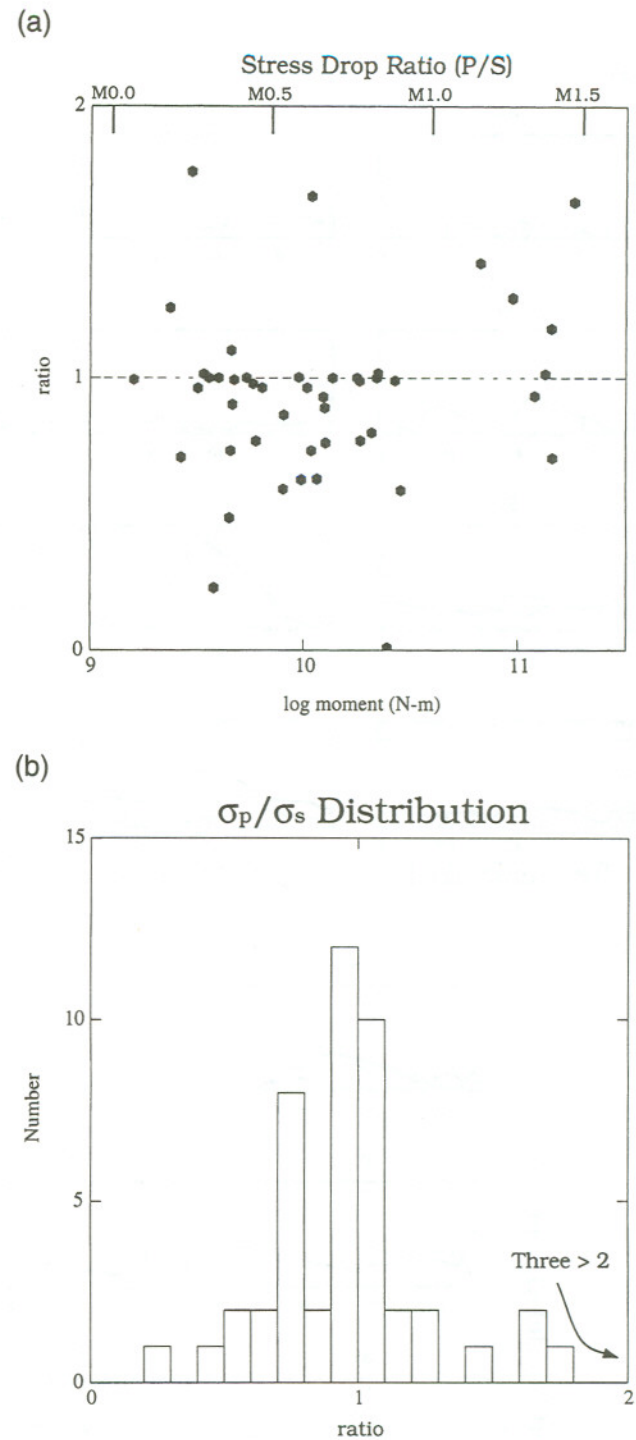 (a)
Stress Drop Ratio (P/S)
M0.0 M0.5 M1.0 M1.5
2
1
0
ratio
9 10 11
log moment (N-m)
(b)
σp/σs Distribution
15
10
5
0
Number
Three > 2
0 1 2
ratio